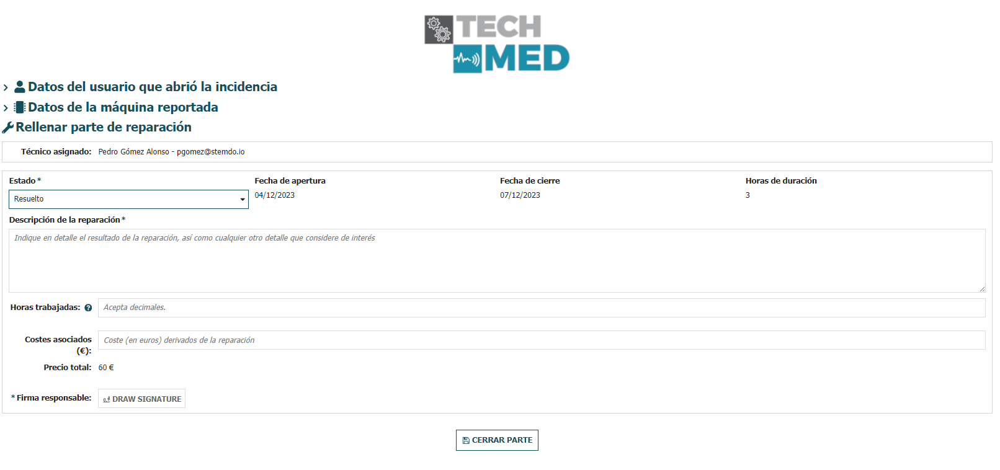 TECH
MED
Datos del usuario que abrió la incidencia
Datos de la máquina reportada
Rellenar parte de reparación
Técnico asignado: Pedro Gómez Alonso - pgomez@stemdo.io
Estado * Fecha de apertura Fecha de cierre Horas de duración
Resuelto 04/12/2023 07/12/2023 3
Descripción de la reparación *
Indique en detalle el resultado de la reparación, así como cualquier otro detalle que considere de interés
Horas trabajadas: ? Acepta decimales.
Costes asociados Coste (en euros) derivados de la reparación
(€):
Precio total: 60 €
* Firma responsable: DRAW SIGNATURE
CERRAR PARTE